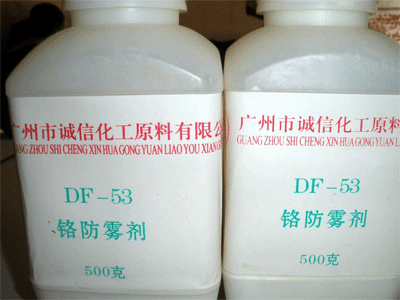 广州市诚信化工原料有限公
GUANG ZHOU SHI CHENG XIN HUA GONG YUAN LIAO YOU XIAN G
DF-53
铬防雾剂
500克
广州市诚信化工原料
GUANG ZHOU SHI CHENG XIN HUA GONG YUAN LIA
DF-53
铬防雾剂
500克